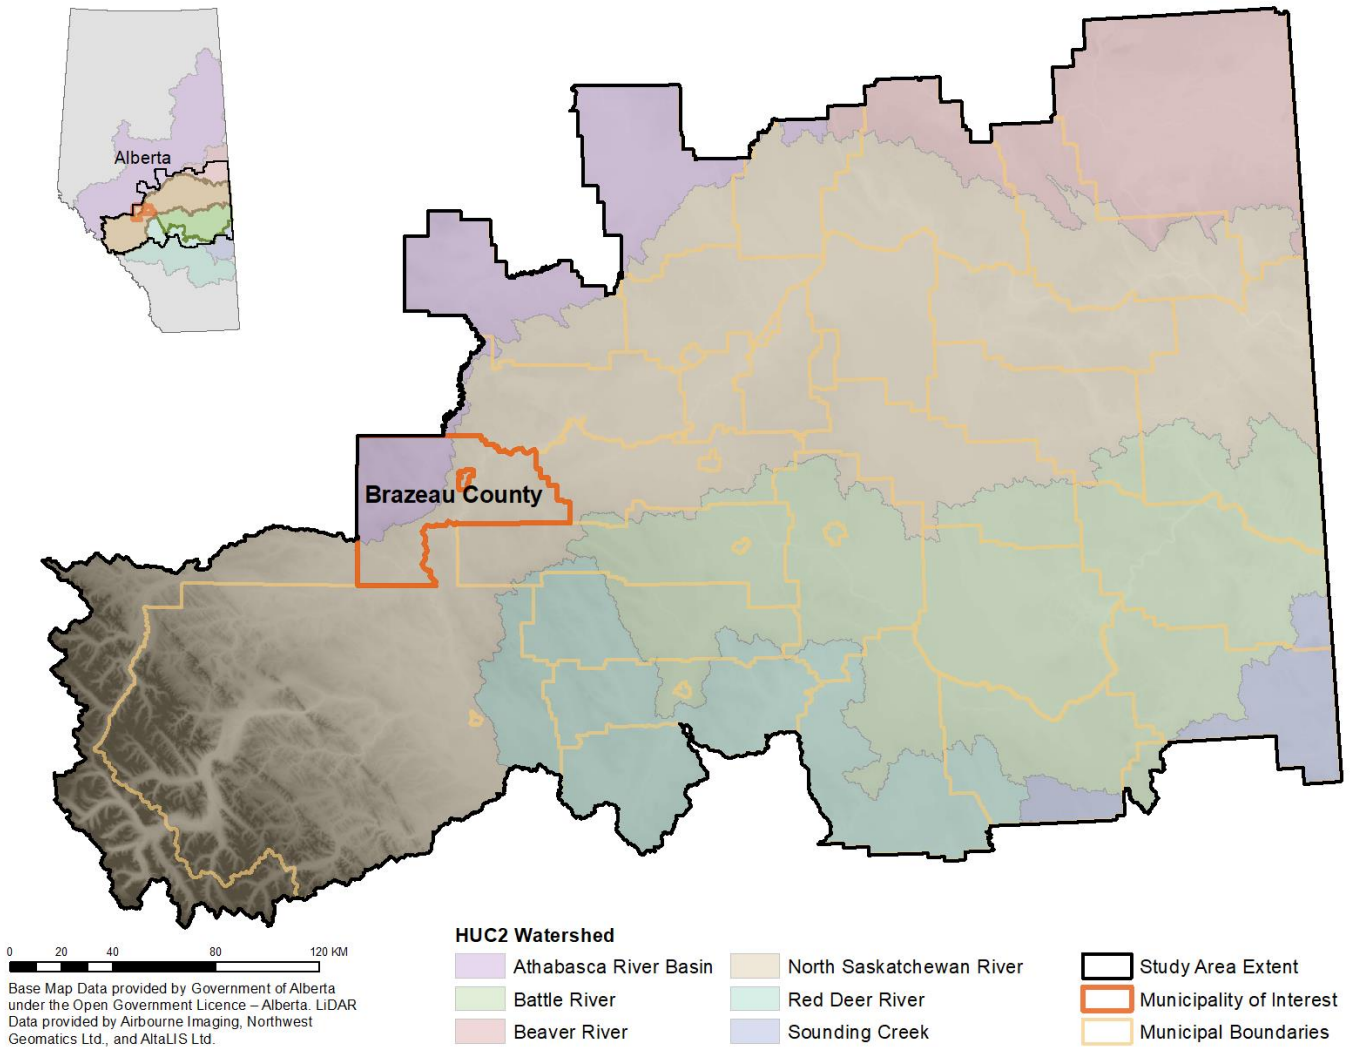 Alberta
Brazeau County
0 20 40 80 120 KM
Base Map Data provided by Government of Alberta
under the Open Government Licence – Alberta. LiDAR
Data provided by Airbourne Imaging, Northwest
Geomatics Ltd., and AltaLIS Ltd.
HUC2 Watershed
Athabasca River Basin
Battle River
Beaver River
North Saskatchewan River
Red Deer River
Sounding Creek
Study Area Extent
Municipality of Interest
Municipal Boundaries